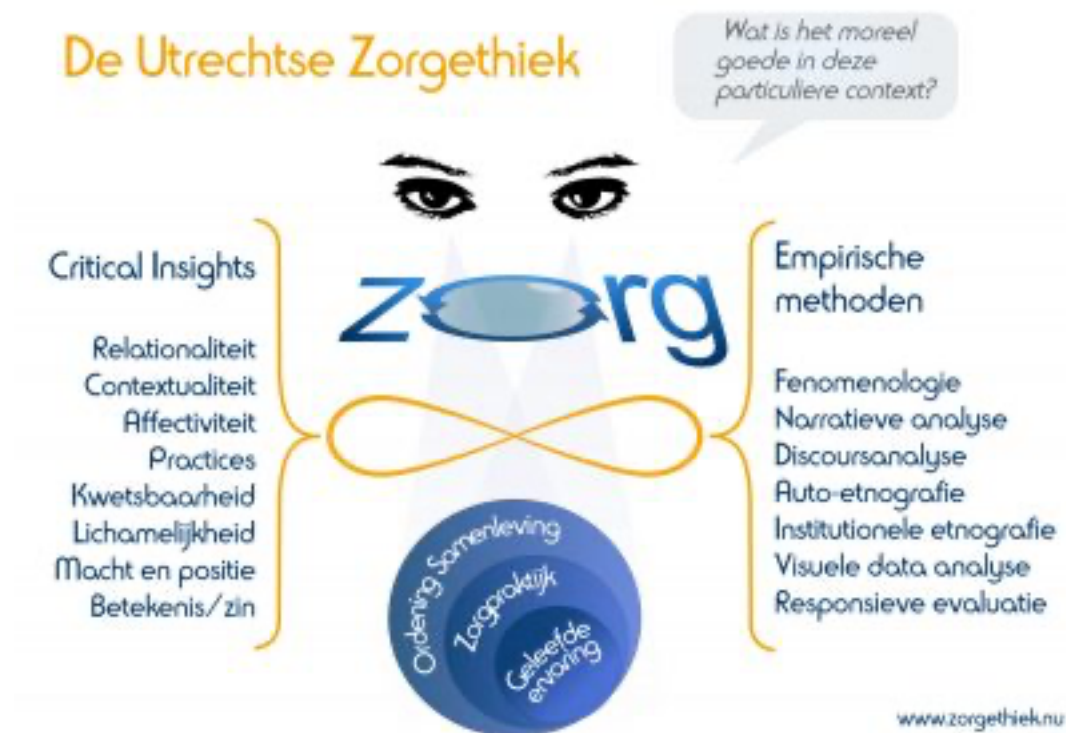 De Utrechtse Zorgethiek
Wat is het moreel
goede in deze
particuliere context?
zorg
Critical Insights
Relationaliteit
Contextualiteit
Affectiviteit
Practices
Kwetsbaarheid
Lichamelijkheid
Macht en positie
Betekenis/zin
Empirische
methoden
Fenomenologie
Narratieve analyse
Discoursanalyse
Auto-etnografie
Institutionele etnografie
Visuele data analyse
Responsieve evaluatie
Ordening Samenleving
Zorgpraktijk
Geleefde
ervaring
www.zorgethiek.nu